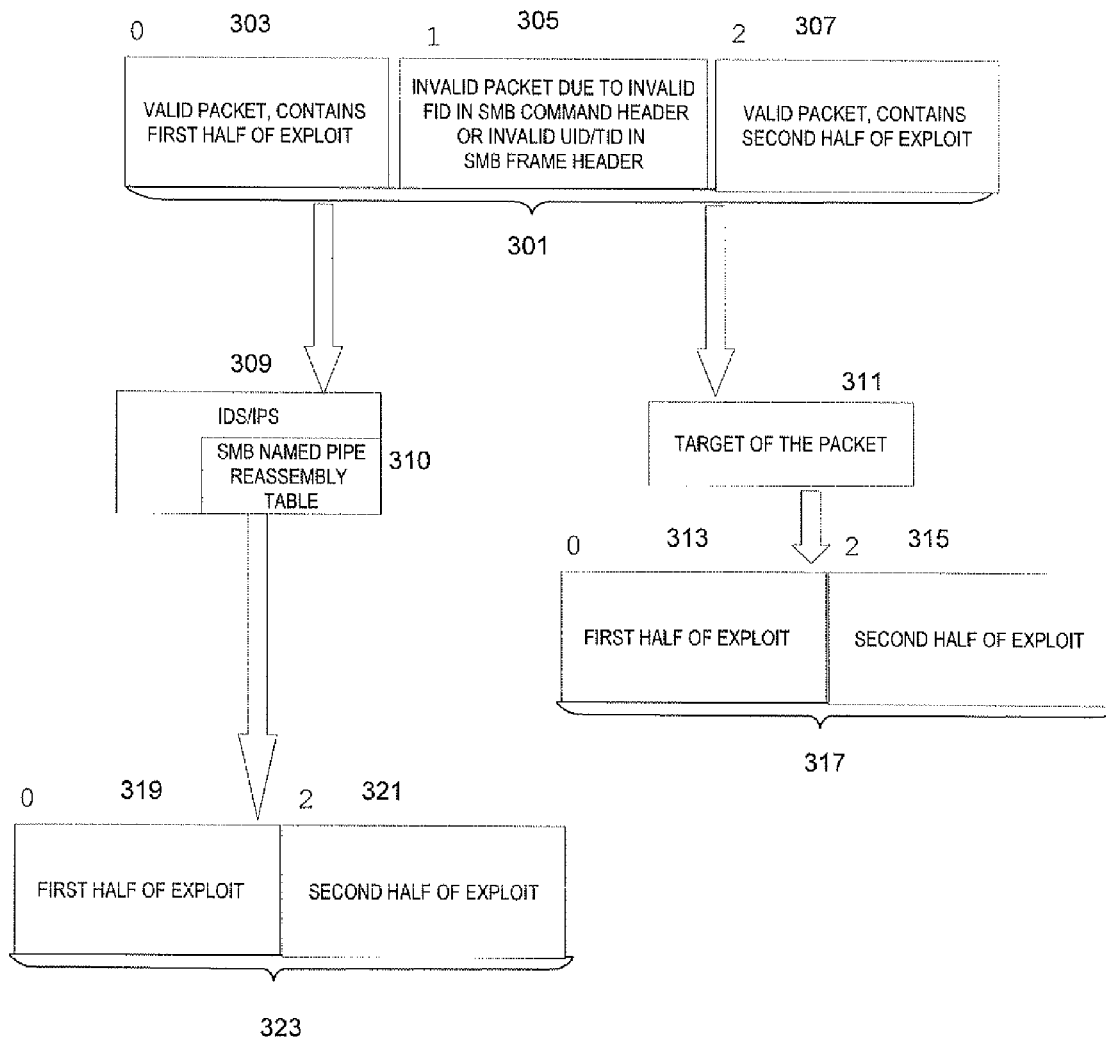 0 303 1 305 2 307
VALID PACKET, CONTAINS
FIRST HALF OF EXPLOIT
INVALID PACKET DUE TO INVALID
FID IN SMB COMMAND HEADER
OR INVALID UID/TID IN
SMB FRAME HEADER
VALID PACKET, CONTAINS
SECOND HALF OF EXPLOIT
301
309
IDS/IPS
SMB NAMED PIPE
REASSEMBLY
TABLE
310
311
TARGET OF THE PACKET
0 313 2 315
FIRST HALF OF EXPLOIT
SECOND HALF OF EXPLOIT
317
0 319 2 321
FIRST HALF OF EXPLOIT
SECOND HALF OF EXPLOIT
323